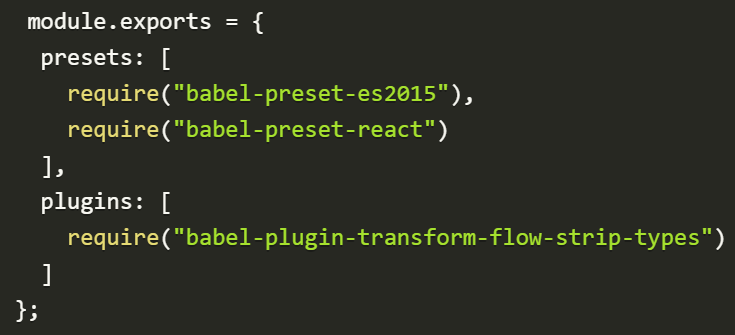 module.exports = {
presets: [
require("babel-preset-es2015"),
require("babel-preset-react")
],
plugins: [
require("babel-plugin-transform-flow-strip-types")
]
};